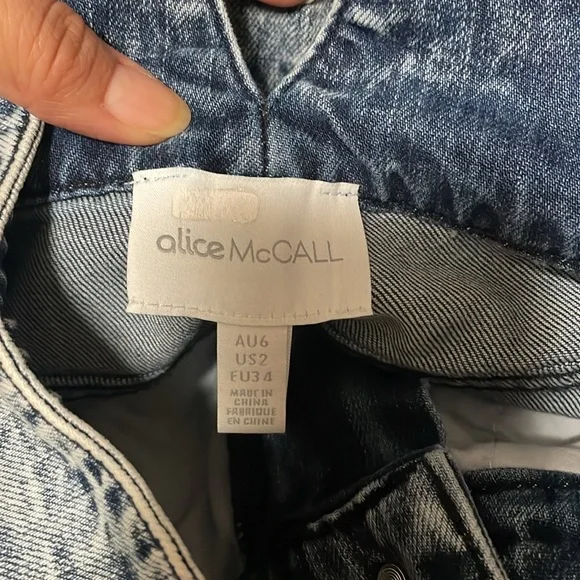 alice McCALL
AU6
US2
EU34
MADE IN
CHINA
FABRIQUE
EN CHINE